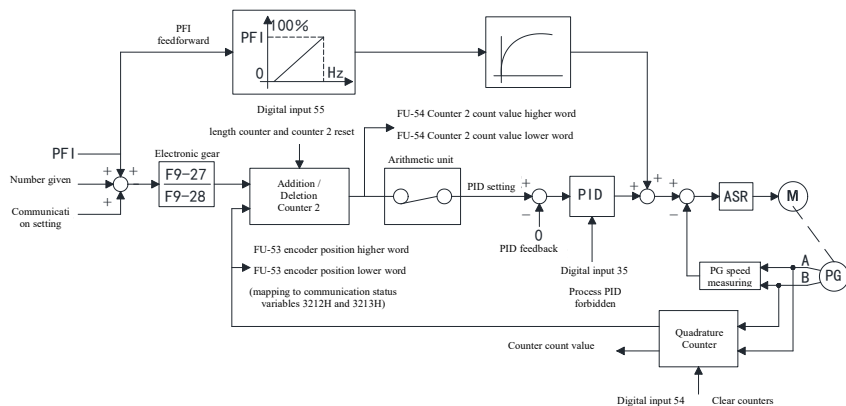 PFI
feedforward
PFI
100%
0
Hz
Digital input 55
length counter and counter 2 reset
FU-54 Counter 2 count value higher word
FU-54 Counter 2 count value lower word
PFI
Number given
Communicati
on setting
+
+
+
+
-
Electronic gear
F9-27
F9-28
Addition /
Deletion
Counter 2
Arithmetic unit
PID setting
+
-
0
PID feedback
PID
Digital input 35
Process PID
forbidden
+
+
+
-
ASR
M
A
B
PG
PG speed
measuring
FU-53 encoder position higher word
FU-53 encoder position lower word
(mapping to communication status
variables 3212H and 3213H)
Counter count value
Quadrature
Counter
Digital input 54
Clear counters